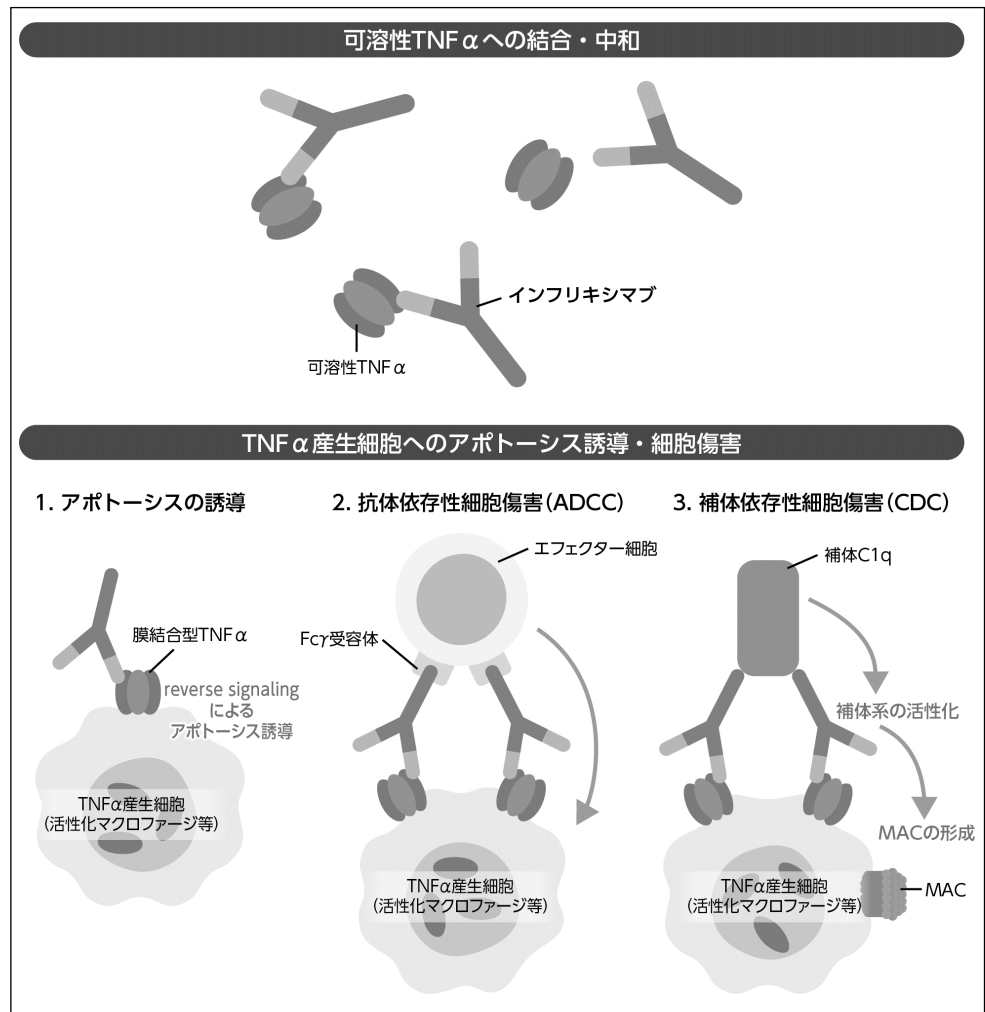 可溶性TNFαへの結合・中和
インフリキシマブ
可溶性TNFα
TNFα産生細胞へのアポトーシス誘導・細胞傷害
1. アポトーシスの誘導
膜結合型TNFα
reverse signaling
による
アポトーシス誘導
TNFα産生細胞
(活性化マクロファージ等)
2. 抗体依存性細胞傷害(ADCC)
エフェクター細胞
Fcγ受容体
TNFα産生細胞
(活性化マクロファージ等)
3. 補体依存性細胞傷害(CDC)
補体C1q
補体系の活性化
MACの形成
MAC
TNFα産生細胞
(活性化マクロファージ等)